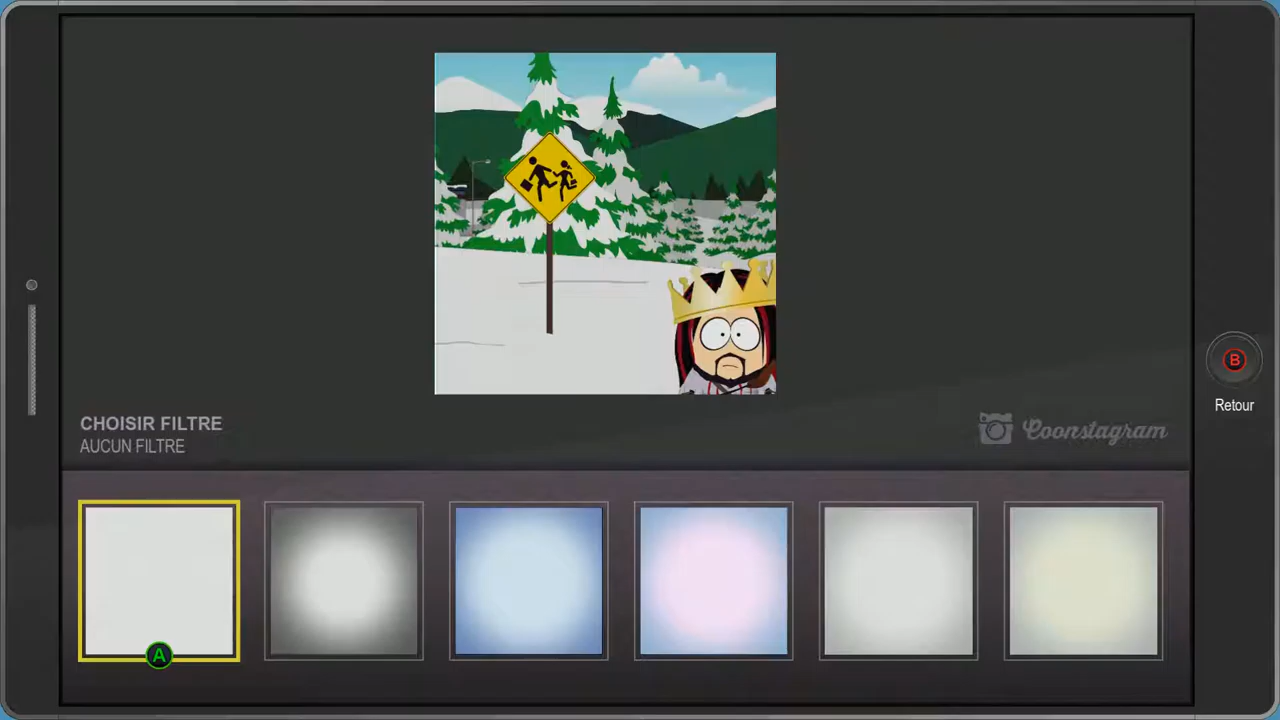 CHOISIR FILTRE
AUCUN FILTRE
Coonstagram
B
Retour
A